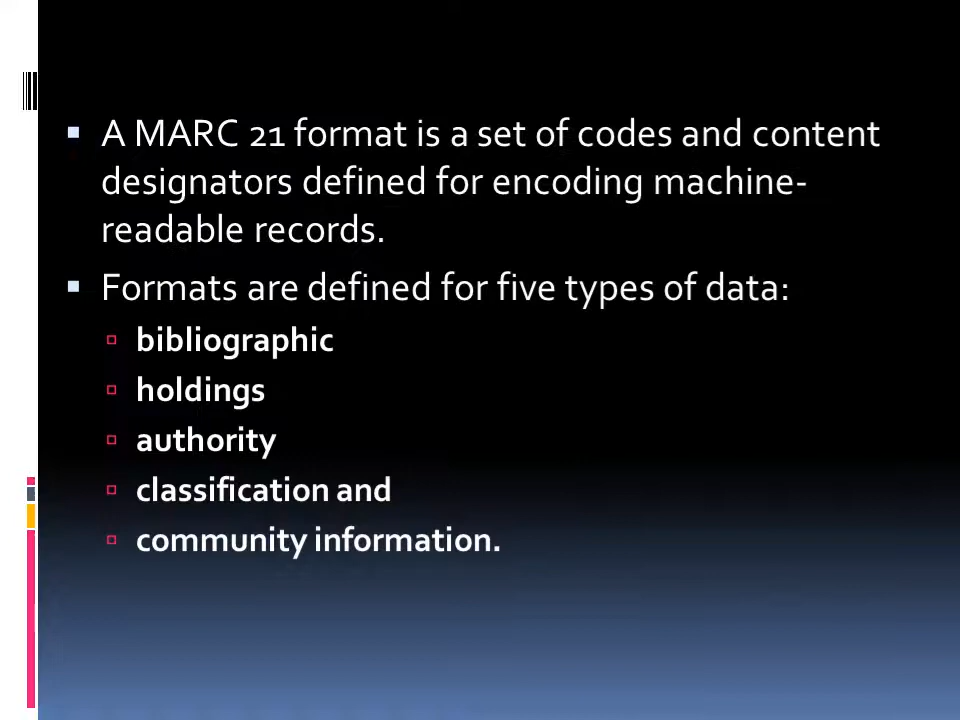 A MARC 21 format is a set of codes and content
designators defined for encoding machine-
readable records.
Formats are defined for five types of data:
bibliographic
holdings
authority
classification and
community information.